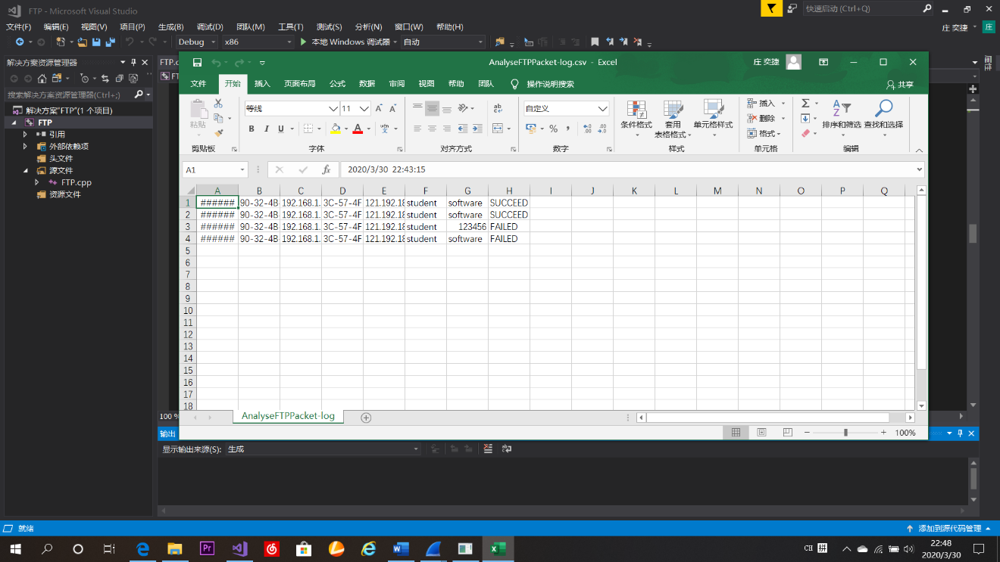 FTP - Microsoft Visual Studio
快速启动 (Ctrl+Q)
文件(F) 编辑(E) 视图(V) 项目(P) 生成(B) 调试(D) 团队(M) 工具(T) 测试(S) 分析(N) 窗口(W) 帮助(H)
庄 奕捷 庄
Debug x86 本地 Windows 调试器 自动
解决方案资源管理器
搜索解决方案资源管理器(Ctrl+;)
解决方案"FTP"(1 个项目)
FTP
引用
外部依赖项
头文件
源文件
FTP.cpp
资源文件
AnalyseFTPPacket-log.csv - Excel
庄 奕捷
文件 开始 插入 页面布局 公式 数据 审阅 视图 帮助 团队 操作说明搜索
共享
粘贴
剪贴板
等线 11
B I U
字体
ab
对齐方式
自定义
%
数字
条件格式 套用
表格格式 单元格样式
样式
插入
删除
格式
单元格
排序和筛选 查找和选择
编辑
A1 fx 2020/3/30 22:43:15
A B C D E F G H I J K L M N O P Q
1 ###### 90-32-4B 192.168.1. 3C-57-4F 121.192.18 student software SUCCEED
2 ###### 90-32-4B 192.168.1. 3C-57-4F 121.192.18 student software SUCCEED
3 ###### 90-32-4B 192.168.1. 3C-57-4F 121.192.18 student 123456 FAILED
4 ###### 90-32-4B 192.168.1. 3C-57-4F 121.192.18 student software FAILED
5
6
7
8
9
10
11
12
13
14
15
16
17
18
AnalyseFTPPacket-log
100%
100 %
输出
显示输出来源(S): 生成
就绪
添加到源代码管理
Pr
CH 拼
22:48
2020/3/30